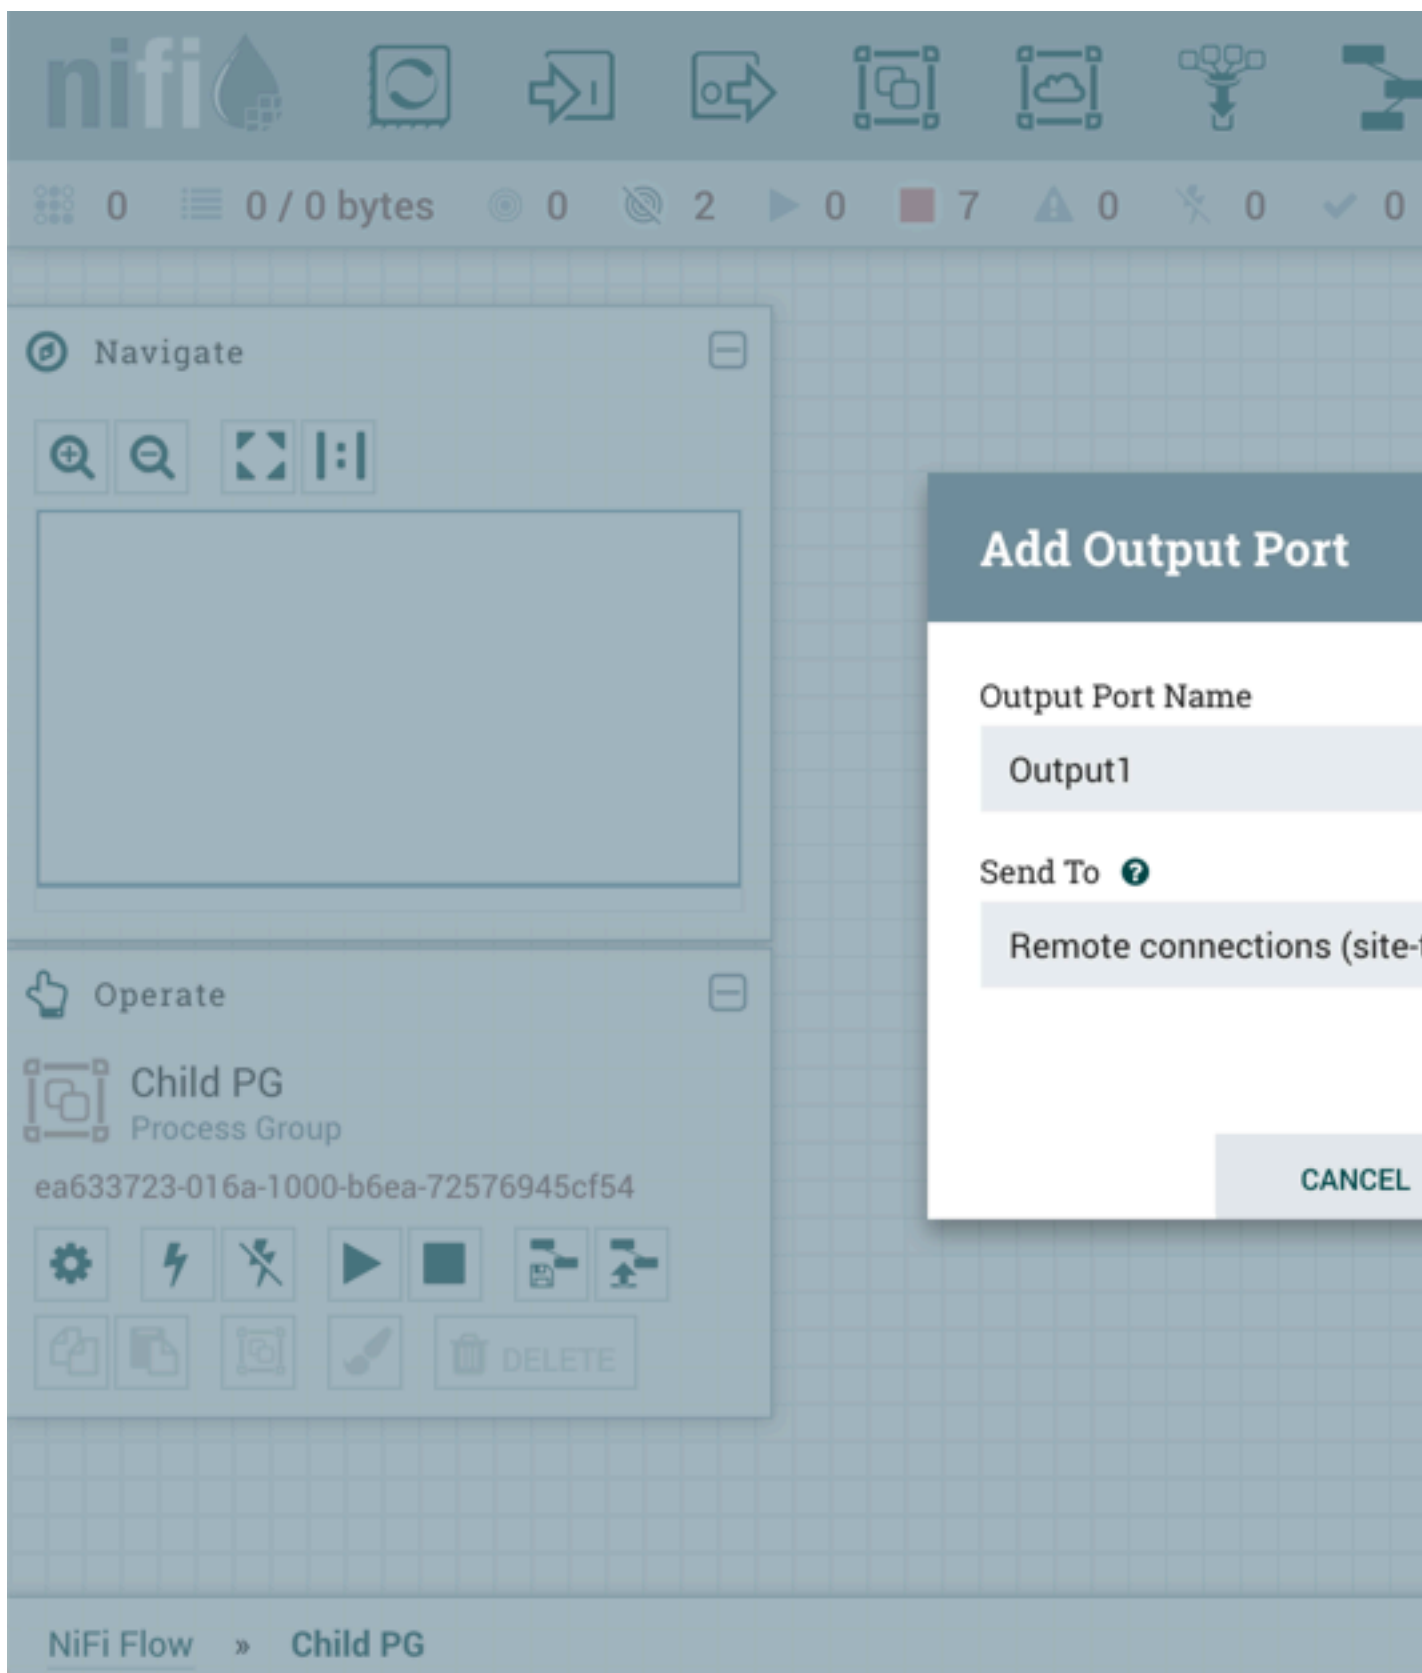 nifi
0 0 / 0 bytes 0 2 0 7 0 0 0
Navigate
Add Output Port
Output Port Name
Output1
Send To ?
Remote connections (site-t
Operate
Child PG
Process Group
ea633723-016a-1000-b6ea-72576945cf54
DELETE
CANCEL
NiFi Flow » Child PG